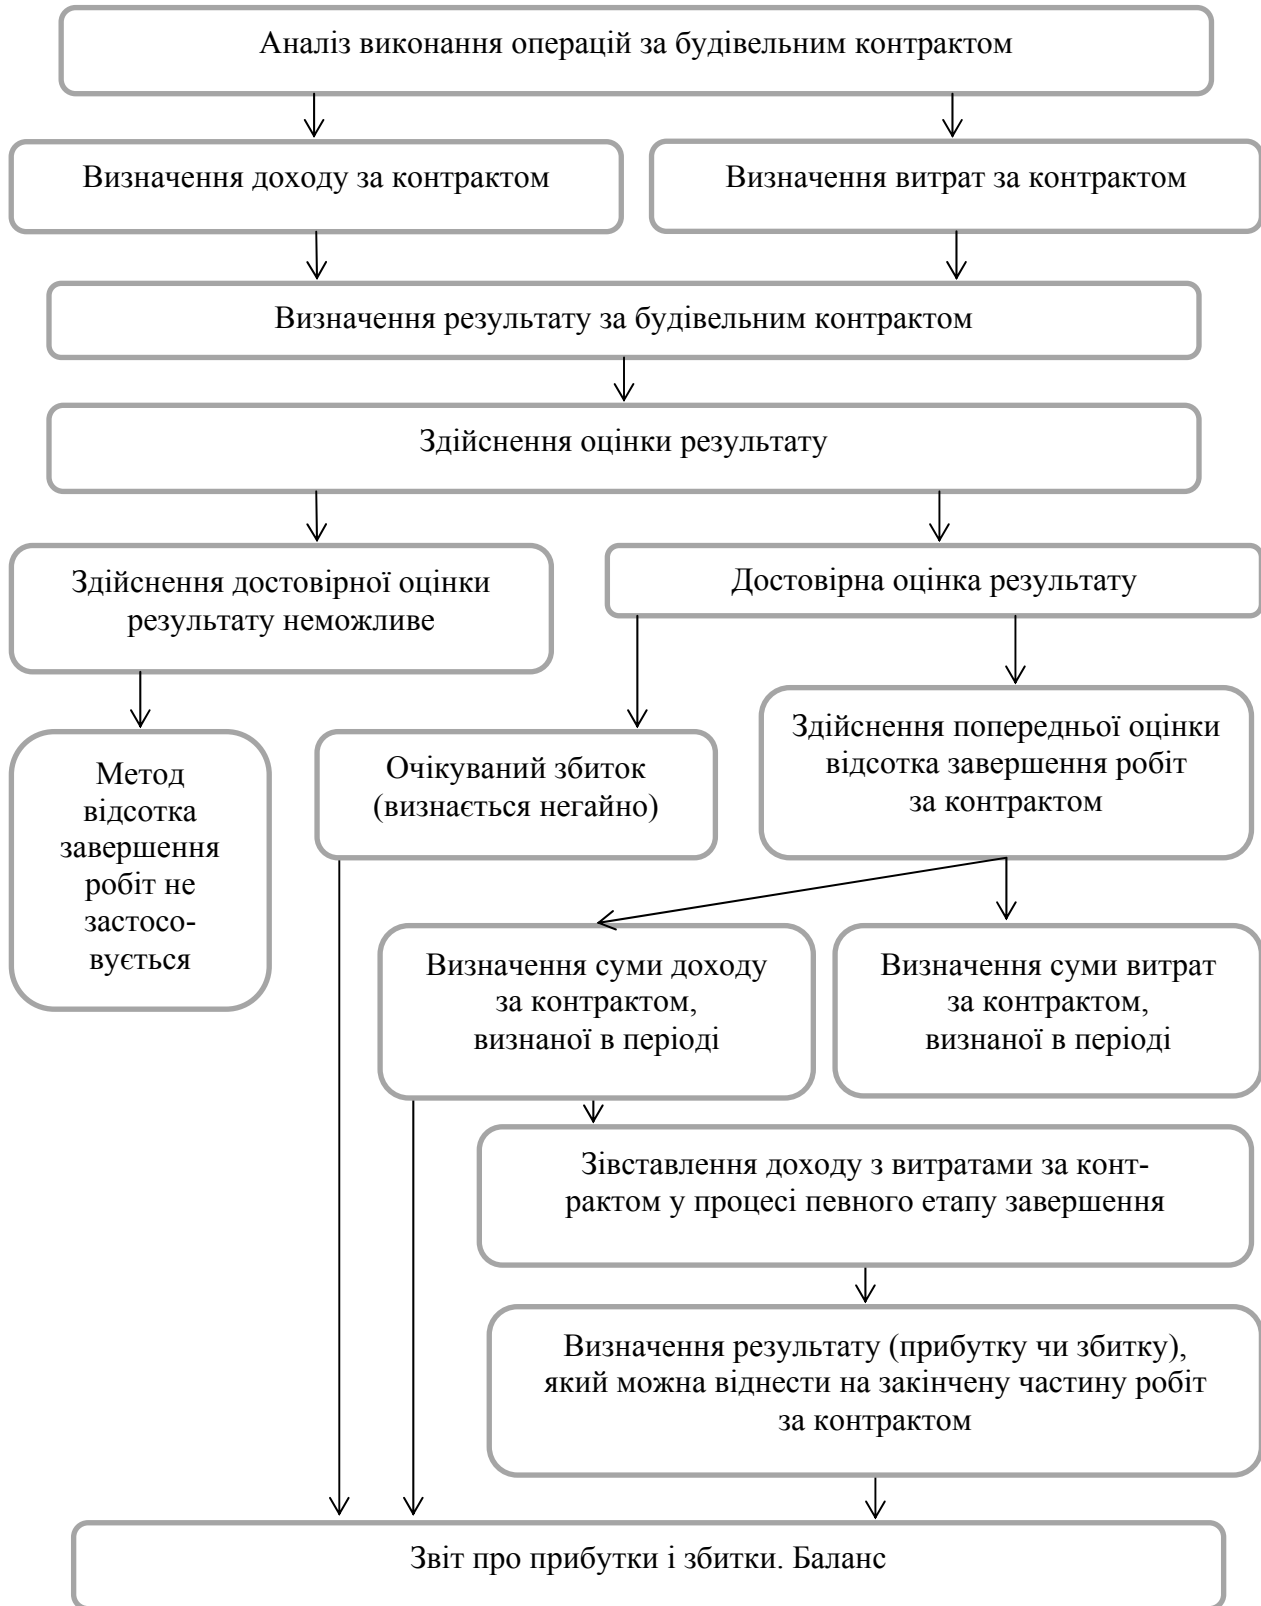 Аналіз виконання операцій за будівельним контрактом
Визначення доходу за контрактом
Визначення витрат за контрактом
Визначення результату за будівельним контрактом
Здійснення оцінки результату
Здійснення достовірної оцінки
результату неможливе
Достовірна оцінка результату
Метод
відсотка
завершення
робіт не
застосо-
вується
Очікуваний збиток
(визнається негайно)
Здійснення попередньої оцінки
відсотка завершення робіт
за контрактом
Визначення суми доходу
за контрактом,
визнаної в періоді
Визначення суми витрат
за контрактом,
визнаної в періоді
Зівставлення доходу з витратами за конт-
рактом у процесі певного етапу завершення
Визначення результату (прибутку чи збитку),
який можна віднести на закінчену частину робіт
за контрактом
Звіт про прибутки і збитки. Баланс